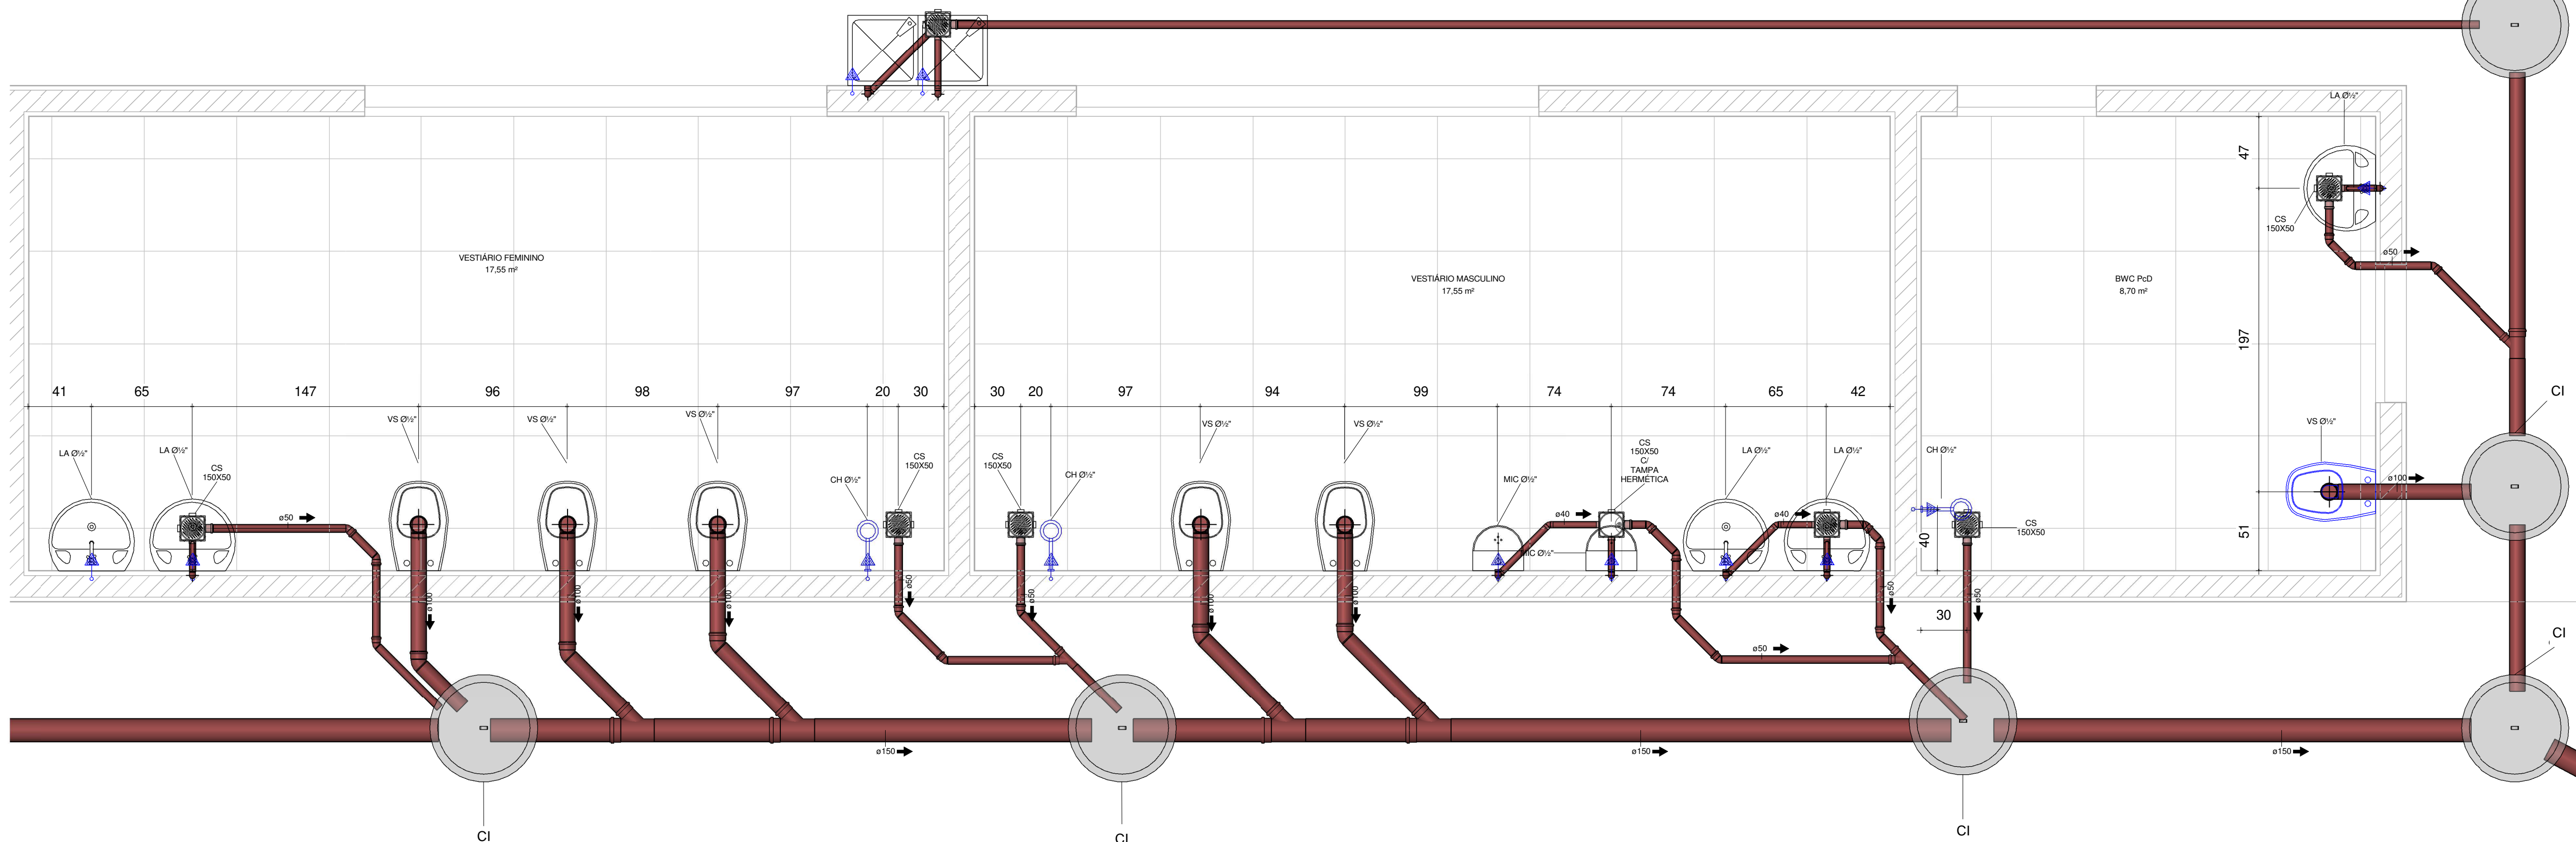 LA Ø½"
47
CS
150X50
ø50
VESTIÁRIO FEMININO
17,55 m²
VESTIÁRIO MASCULINO
17,55 m²
BWC PcD
8,70 m²
197
41
65
147
96
98
97
20
30
30
20
97
94
99
74
74
65
42
CI
VS Ø½"
VS Ø½"
VS Ø½"
VS Ø½"
VS Ø½"
VS Ø½"
LA Ø½"
LA Ø½"
CS
150X50
CH Ø½"
CS
150X50
CS
150X50
CH Ø½"
MIC Ø½"
CS
150X50
C/
TAMPA
HERMÉTICA
LA Ø½"
LA Ø½"
CH Ø½"
ø100
ø50
ø40
MIC Ø½"
ø40
CS
150X50
40
51
ø100
ø100
ø100
ø50
ø50
ø100
ø100
ø50
ø50
30
CI
ø50
ø150
ø150
ø150
CI
CI
CI